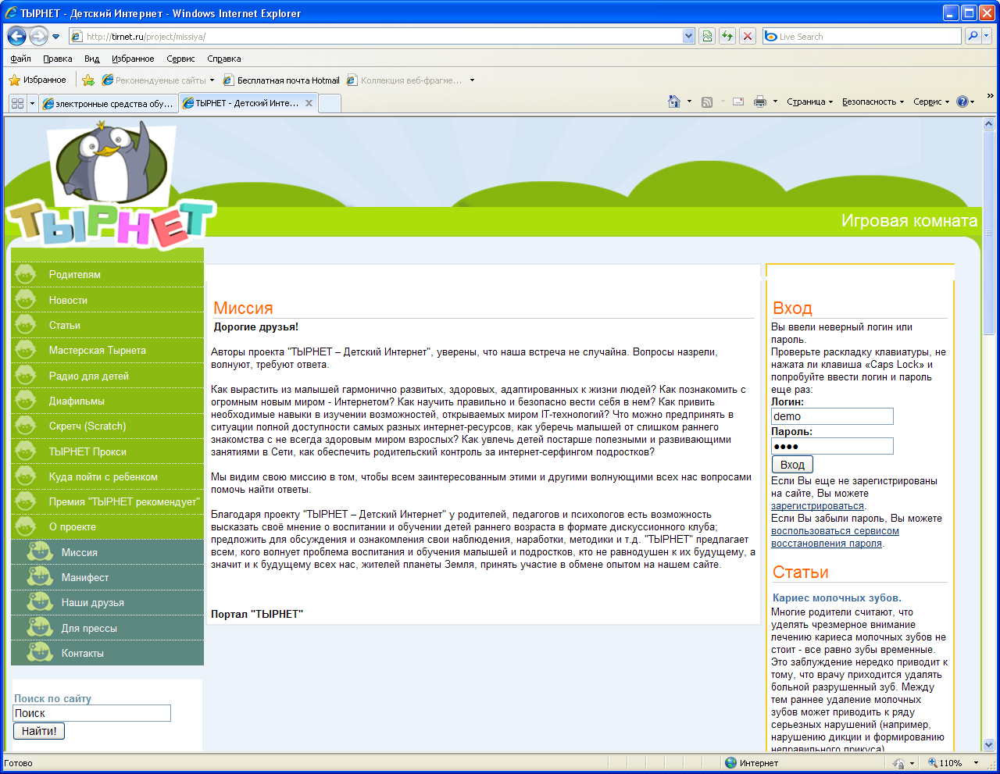 ТЫРНЕТ - Детский Интернет - Windows Internet Explorer
http://tirnet.ru/project/missiya/
Live Search
Файл Правка Вид Избранное Сервис Справка
Избранное Рекомендуемые сайты Бесплатная почта Hotmail Коллекция веб-фрагме...
электронные средства обу... ТЫРНЕТ - Детский Инте... Страница Безопасность Сервис
ТЫРНЕТ
Игровая комната
Родителям
Новости
Статьи
Мастерская Тырнета
Радио для детей
Диафильмы
Скретч (Scratch)
ТЫРНЕТ Прокси
Куда пойти с ребенком
Премия "ТЫРНЕТ рекомендует"
О проекте
Миссия
Манифест
Наши друзья
Для прессы
Контакты
Поиск по сайту
Поиск
Найти!
Миссия
Дорогие друзья!
Авторы проекта "ТЫРНЕТ – Детский Интернет", уверены, что наша встреча не случайна. Вопросы назрели,
волнуют, требуют ответа.
Как вырастить из малышей гармонично развитых, здоровых, адаптированных к жизни людей? Как познакомить с
огромным новым миром - Интернетом? Как научить правильно и безопасно вести себя в нем? Как привить
необходимые навыки в изучении возможностей, открываемых миром IT-технологий? Что можно предпринять в
ситуации полной доступности самых разных интернет-ресурсов, как уберечь малышей от слишком раннего
знакомства с не всегда здоровым миром взрослых? Как увлечь детей постарше полезными и развивающими
занятиями в Сети, как обеспечить родительский контроль за интернет-серфингом подростков?
Мы видим свою миссию в том, чтобы всем заинтересованным этими и другими волнующими всех нас вопросами
помочь найти ответы.
Благодаря проекту "ТЫРНЕТ – Детский Интернет" у родителей, педагогов и психологов есть возможность
высказать своё мнение о воспитании и обучении детей раннего возраста в формате дискуссионного клуба;
предложить для обсуждения и ознакомления свои наблюдения, наработки, методики и т.д. "ТЫРНЕТ" предлагает
всем, кого волнует проблема воспитания и обучения малышей и подростков, кто не равнодушен к их будущему, а
значит и к будущему всех нас, жителей планеты Земля, принять участие в обмене опытом на нашем сайте.
Портал "ТЫРНЕТ"
Вход
Вы ввели неверный логин или
пароль.
Проверьте раскладку клавиатуры, не
нажата ли клавиша «Caps Lock» и
попробуйте ввести логин и пароль
еще раз:
Логин:
demo
Пароль:
••••
Вход
Если Вы еще не зарегистрированы
на сайте, Вы можете
зарегистрироваться.
Если Вы забыли пароль, Вы можете
воспользоваться сервисом
восстановления пароля.
Статьи
Кариес молочных зубов.
Многие родители считают, что
уделять чрезмерное внимание
лечению кариеса молочных зубов не
стоит - все равно зубы временные.
Это заблуждение нередко приводит к
тому, что врачу приходится удалять
больной разрушенный зуб. Между
тем раннее удаление молочных
зубов может приводить к ряду
серьезных нарушений (например,
нарушению дикции и формированию
неправильного прикуса)
Готово Интернет 110%